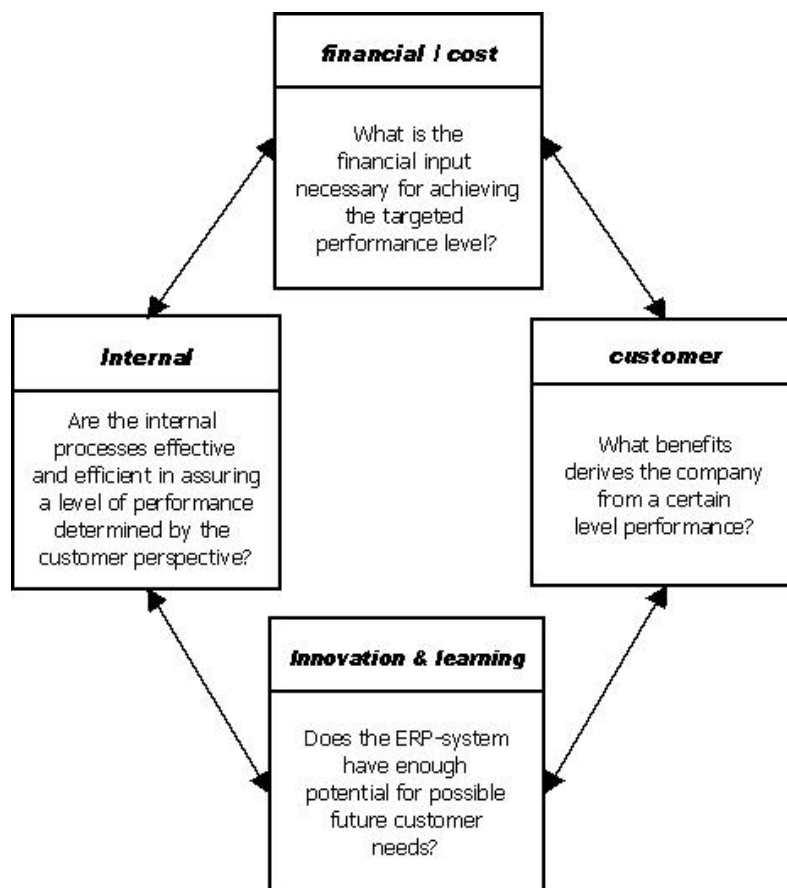 financial / cost
What is the
financial input
necessary for achieving
the targeted
performance level?
Internal
Are the internal
processes effective
and efficient in assuring
a level of performance
determined by the
customer perspective?
customer
What benefits
derives the company
from a certain
level performance?
Innovation & learning
Does the ERP-system
have enough
potential for possible
future customer
needs?